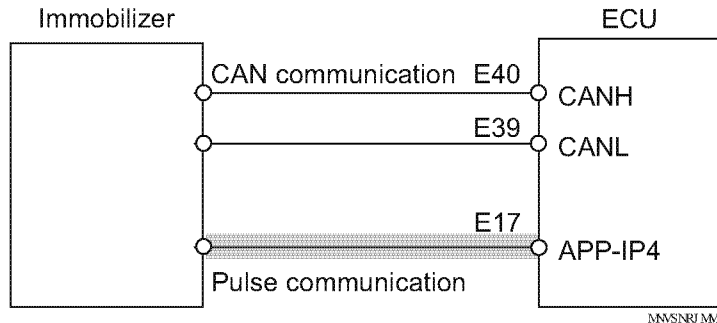 Immobilizer
ECU
CAN communication E40
CANH
E39
CANL
E17
APP-IP4
Pulse communication